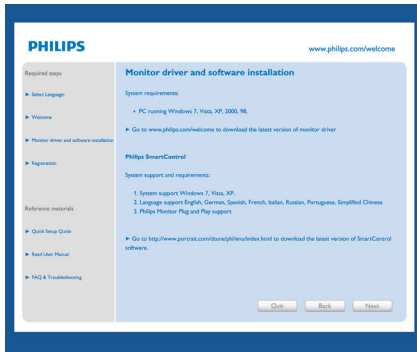 PHILIPS
www.philips.com/welcome
Required steps
► Select Language
► Welcome
► Monitor driver and software installation
► Registration
Reference materials
► Quick Setup Guide
► Read User Manual
► FAQ & Troubleshooting
Monitor driver and software installation
System requirements:
• PC running Windows 7, Vista, XP, 2000, 98.
► Go to www.philips.com/welcome to download the latest version of monitor driver
Philips SmartControl
System support and requirements:
1. System support Windows 7, Vista, XP.
2. Language support English, German, Spanish, French, Italian, Russian, Portuguese, Simplified Chinese
3. Philips Monitor Plug and Play support
► Go to http://www.portrait.com/dtune/phl/enu/index.html to download the latest version of SmartControl
software.
Quit Back Next